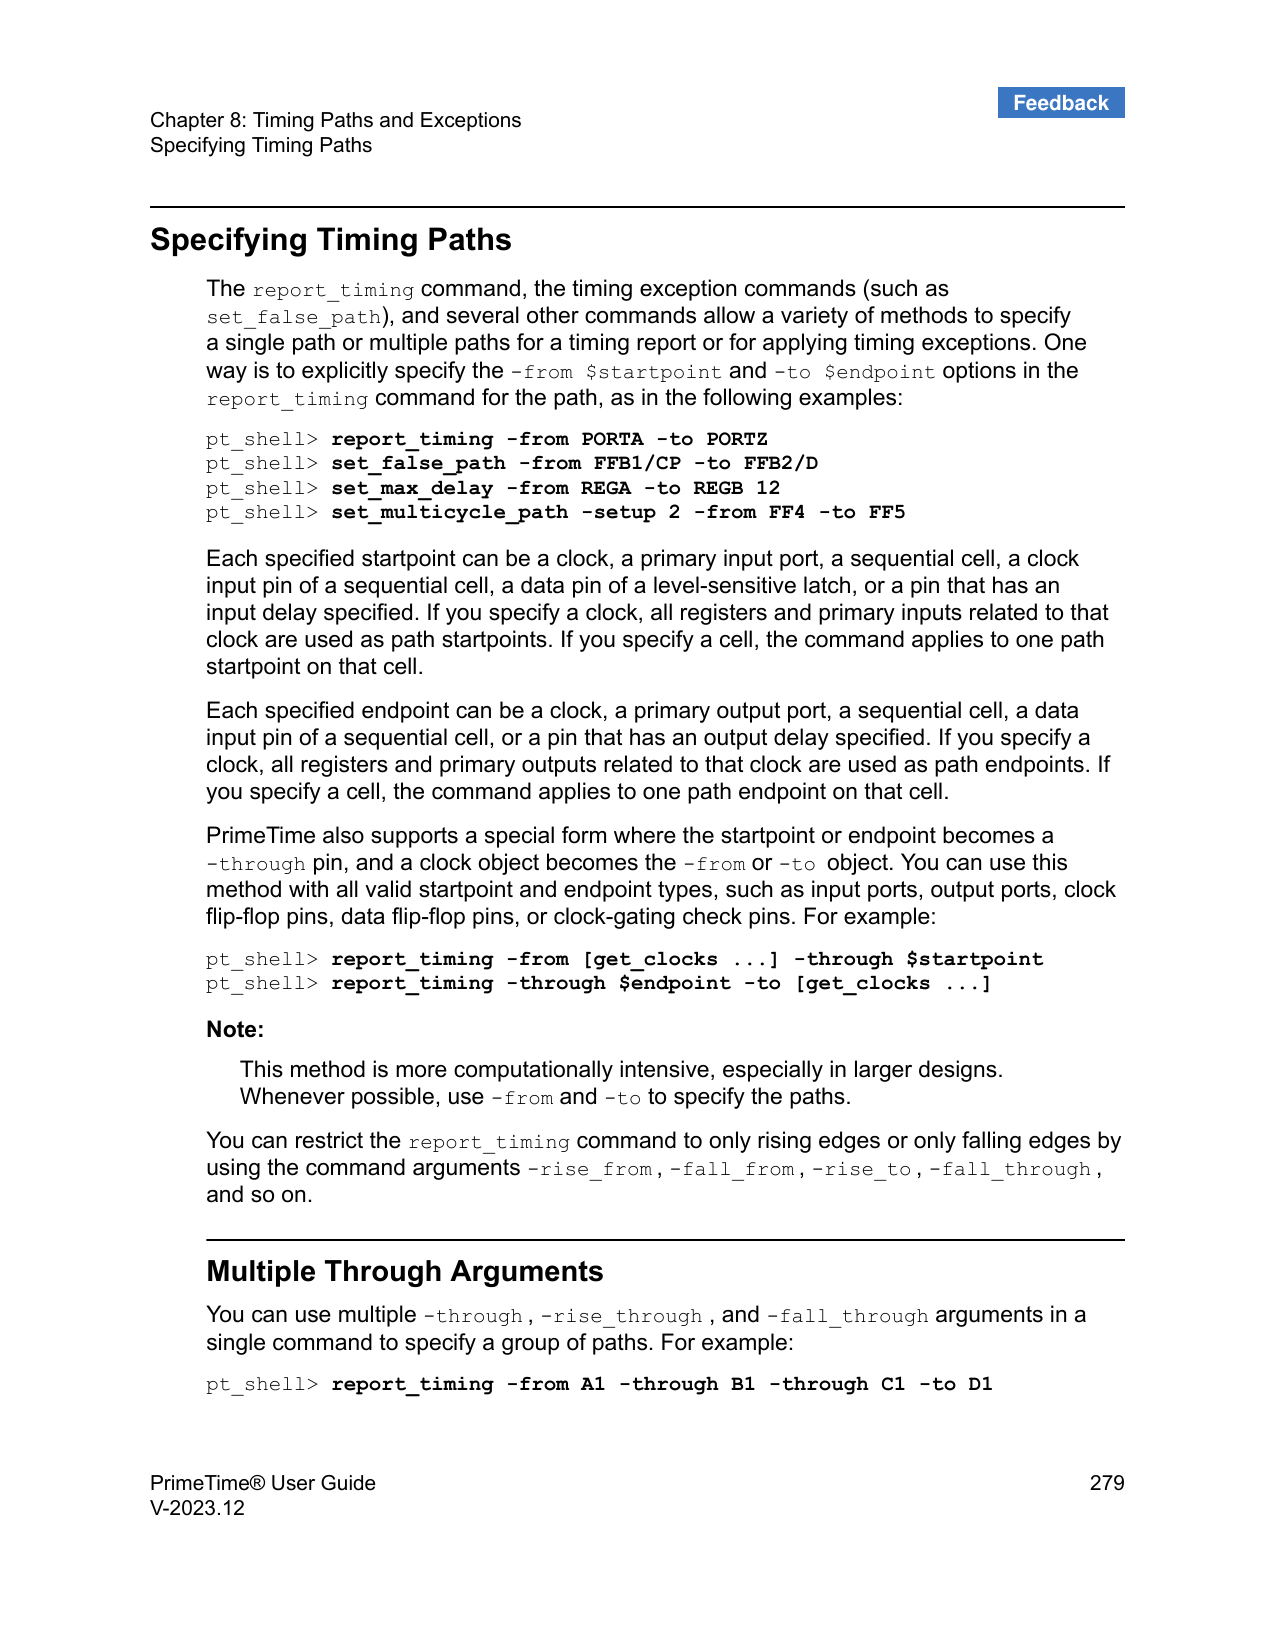 Feedback
Chapter 8: Timing Paths and Exceptions
Specifying Timing Paths
Specifying Timing Paths
The report_timing command, the timing exception commands (such as
set_false_path), and several other commands allow a variety of methods to specify
a single path or multiple paths for a timing report or for applying timing exceptions. One
way is to explicitly specify the -from $startpoint and -to $endpoint options in the
report_timing command for the path, as in the following examples:
pt_shell> report_timing -from PORTA -to PORTZ
pt_shell> set_false_path -from FFB1/CP -to FFB2/D
pt_shell> set_max_delay -from REGA -to REGB 12
pt_shell> set_multicycle_path -setup 2 -from FF4 -to FF5
Each specified startpoint can be a clock, a primary input port, a sequential cell, a clock
input pin of a sequential cell, a data pin of a level-sensitive latch, or a pin that has an
input delay specified. If you specify a clock, all registers and primary inputs related to that
clock are used as path startpoints. If you specify a cell, the command applies to one path
startpoint on that cell.
Each specified endpoint can be a clock, a primary output port, a sequential cell, a data
input pin of a sequential cell, or a pin that has an output delay specified. If you specify a
clock, all registers and primary outputs related to that clock are used as path endpoints. If
you specify a cell, the command applies to one path endpoint on that cell.
PrimeTime also supports a special form where the startpoint or endpoint becomes a
-through pin, and a clock object becomes the -from or -to object. You can use this
method with all valid startpoint and endpoint types, such as input ports, output ports, clock
flip-flop pins, data flip-flop pins, or clock-gating check pins. For example:
pt_shell> report_timing -from [get_clocks ...] -through $startpoint
pt_shell> report_timing -through $endpoint -to [get_clocks ...]
Note:
This method is more computationally intensive, especially in larger designs.
Whenever possible, use -from and -to to specify the paths.
You can restrict the report_timing command to only rising edges or only falling edges by
using the command arguments -rise_from, -fall_from, -rise_to, -fall_through,
and so on.
Multiple Through Arguments
You can use multiple -through, -rise_through, and -fall_through arguments in a
single command to specify a group of paths. For example:
pt_shell> report_timing -from A1 -through B1 -through C1 -to D1
PrimeTime® User Guide
279
V-2023.12